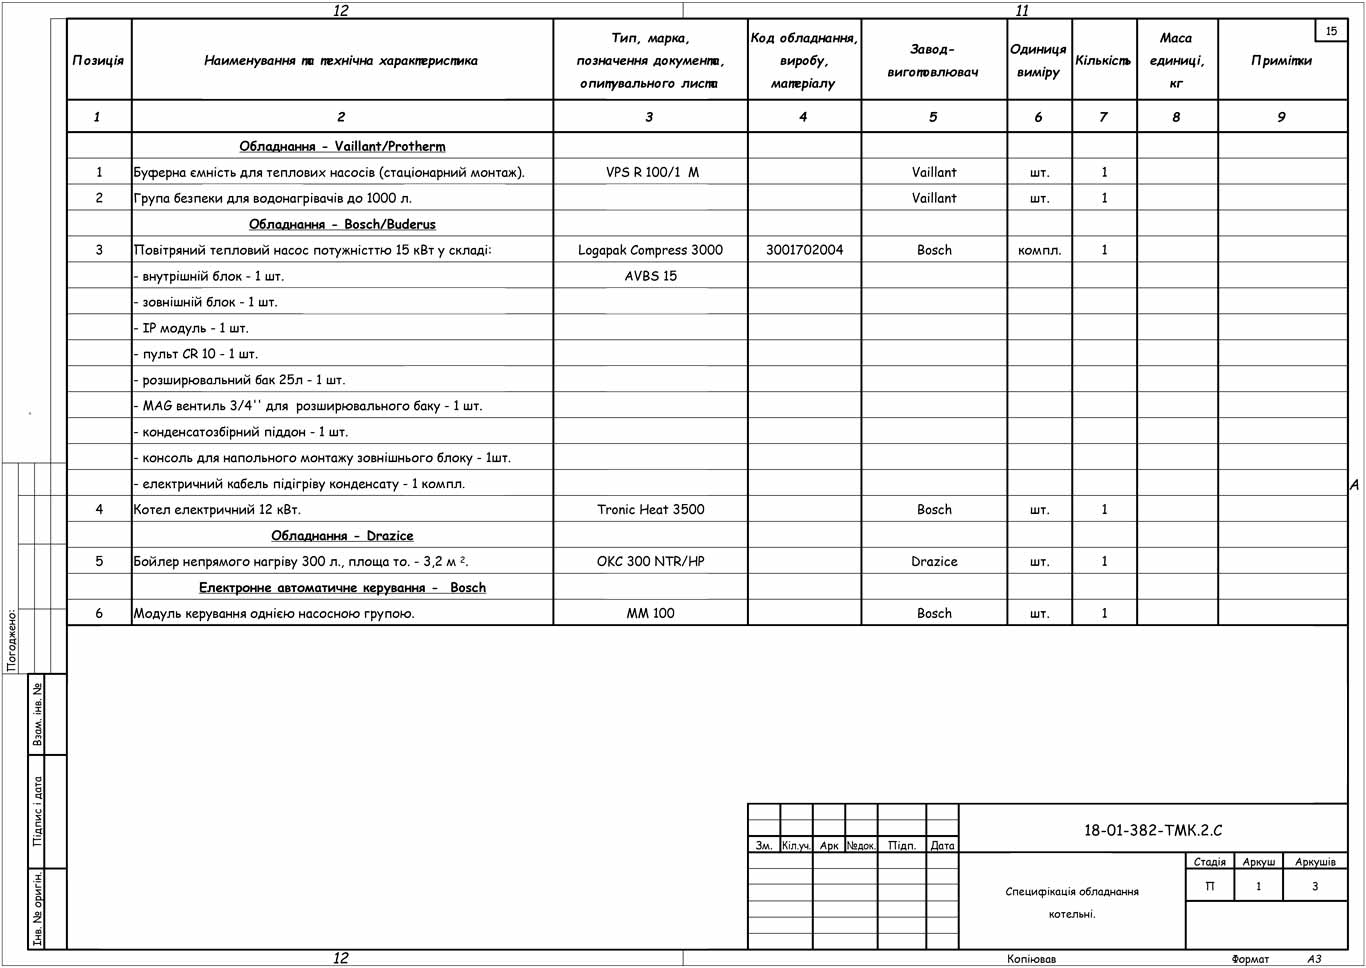 12
11
15
Позиція
Наименування та технічна характеристика
Тип, марка,
позначення документа,
опитувального листа
Код обладнання,
виробу,
матеріалу
Завод-
виготовлювач
Одиниця
виміру
Кількість
Маса
одиниці,
кг
Примітки
1 2 3 4 5 6 7 8 9
Обладнання - Vaillant/Protherm
1 Буферна ємність для теплових насосів (стаціонарний монтаж). VPS R 100/1 M Vaillant шт. 1
2 Група безпеки для водонагрівачів до 1000 л. Vaillant шт. 1
Обладнання - Bosch/Buderus
3 Повітряний тепловий насос потужністтю 15 кВт у складі: Logapak Compress 3000 3001702004 Bosch компл. 1
- внутрішній блок - 1 шт. AVBS 15
- зовнішній блок - 1 шт.
- IP модуль - 1 шт.
- пульт CR 10 - 1 шт.
- розширювальний бак 25л - 1 шт.
- MAG вентиль 3/4'' для розширювального баку - 1 шт.
- конденсатозбірний піддон - 1 шт.
- консоль для напольного монтажу зовнішнього блоку - 1шт.
- електричний кабель підігріву конденсату - 1 компл.
А
4 Котел електричний 12 кВт. Tronic Heat 3500 Bosch шт. 1
Обладнання - Drazice
5 Бойлер непрямого нагріву 300 л., площа то. - 3,2 м ². ОКС 300 NTR/HP Drazice шт. 1
Електронне автоматичне керування - Bosch
6 Модуль керування однією насосною групою. ММ 100 Bosch шт. 1
Погоджено:
Взам. інв. №
Підпис і дата
Інв. № оригін.
18-01-382-ТМК.2.С
Зм. Кіл.уч. Арк №док. Підп. Дата
Специфікація обладнання
котельні.
Стадія Аркуш Аркушів
П 1 3
12
Копіював
Формат А3